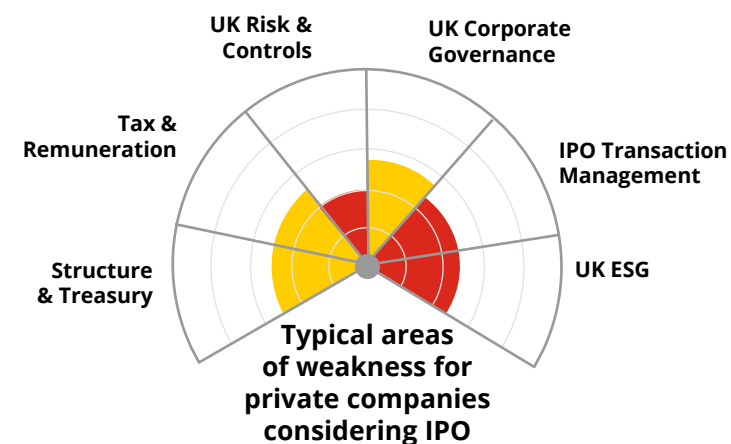 UK Risk &
Controls
UK Corporate
Governance
Tax &
Remuneration
IPO Transaction
Management
Structure
& Treasury
UK ESG
Typical areas
of weakness for
private companies
considering IPO